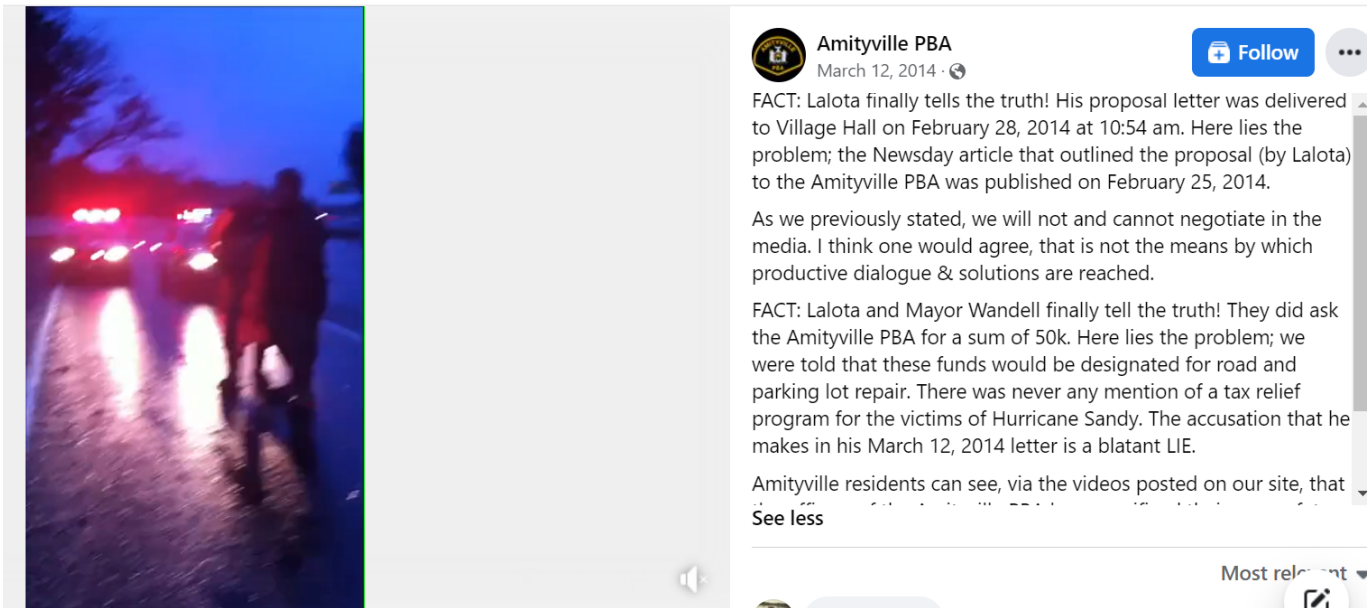 Amityville PBA
Follow
March 12, 2014 ·
FACT: Lalota finally tells the truth! His proposal letter was delivered
to Village Hall on February 28, 2014 at 10:54 am. Here lies the
problem; the Newsday article that outlined the proposal (by Lalota)
to the Amityville PBA was published on February 25, 2014.
As we previously stated, we will not and cannot negotiate in the
media. I think one would agree, that is not the means by which
productive dialogue & solutions are reached.
FACT: Lalota and Mayor Wandell finally tell the truth! They did ask
the Amityville PBA for a sum of 50k. Here lies the problem; we
were told that these funds would be designated for road and
parking lot repair. There was never any mention of a tax relief
program for the victims of Hurricane Sandy. The accusation that he
makes in his March 12, 2014 letter is a blatant LIE.
Amityville residents can see, via the videos posted on our site, that
See less
Most